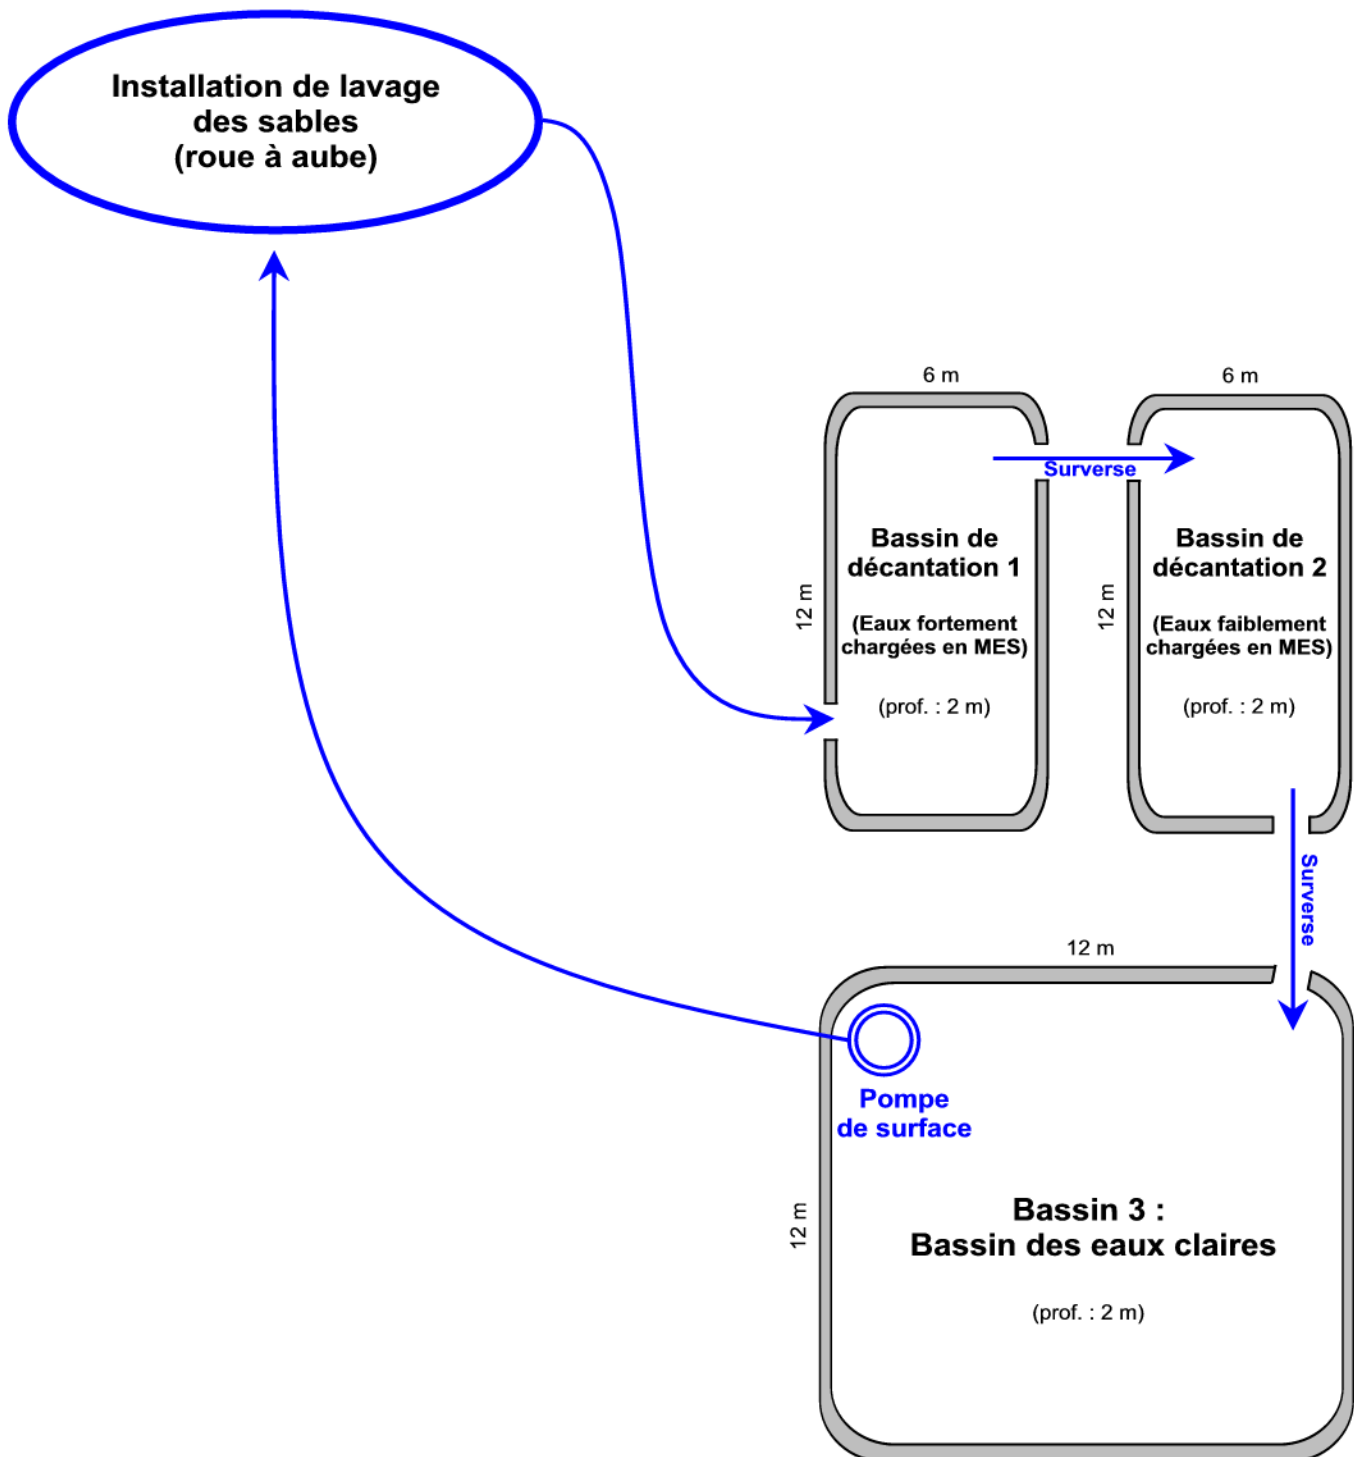 Installation de lavage
des sables
(roue à aube)
6 m
6 m
Surverse
Bassin de
décantation 1
(Eaux fortement
chargées en MES)
(prof. : 2 m)
12 m
Bassin de
décantation 2
(Eaux faiblement
chargées en MES)
(prof. : 2 m)
12 m
Surverse
12 m
Pompe
de surface
12 m
Bassin 3 :
Bassin des eaux claires
(prof. : 2 m)